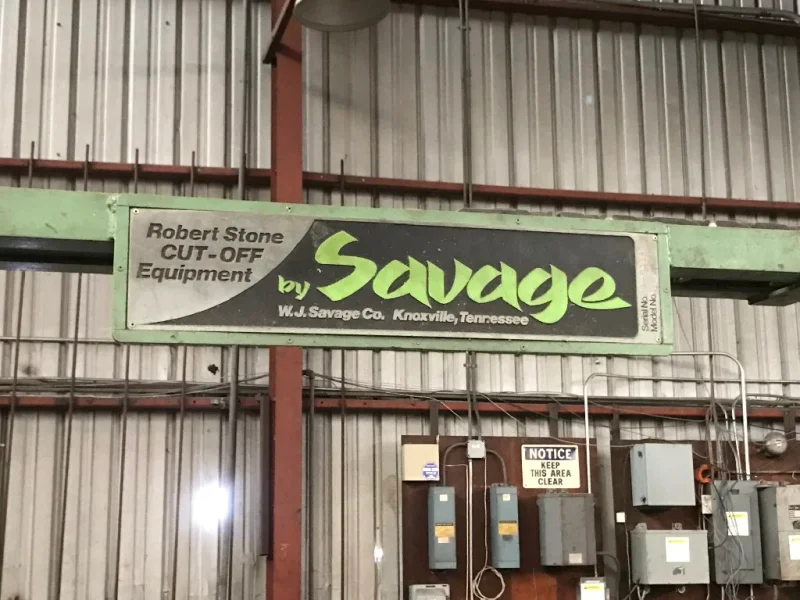 Robert Stone
CUT-OFF
Equipment
by Savage
W.J. Savage Co. Knoxville, Tennessee
Serial No.
Model No.
NOTICE
KEEP
THIS AREA
CLEAR